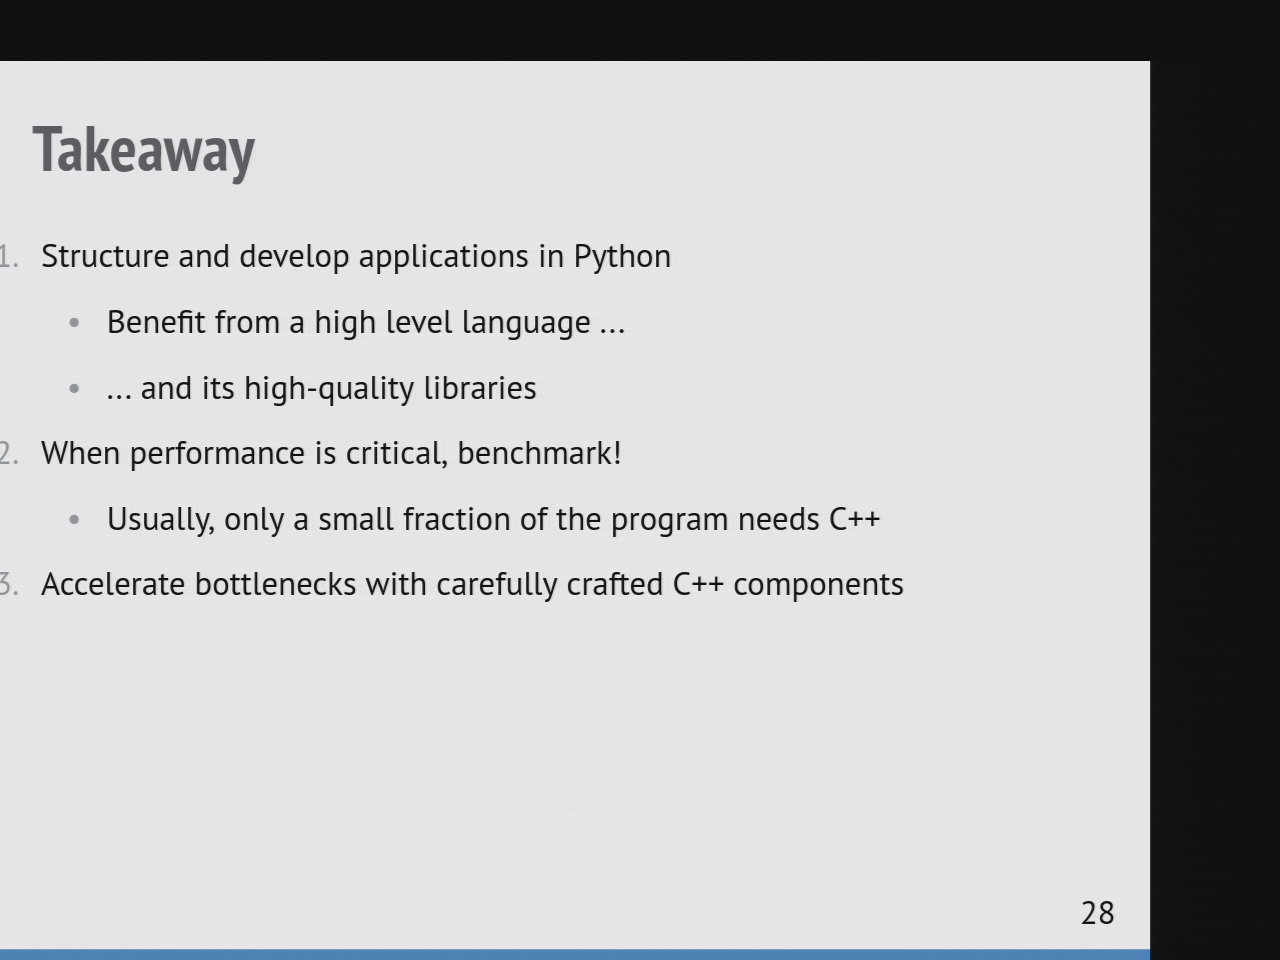 Takeaway
1. Structure and develop applications in Python
• Benefit from a high level language ...
• ... and its high-quality libraries
2. When performance is critical, benchmark!
• Usually, only a small fraction of the program needs C++
3. Accelerate bottlenecks with carefully crafted C++ components
28